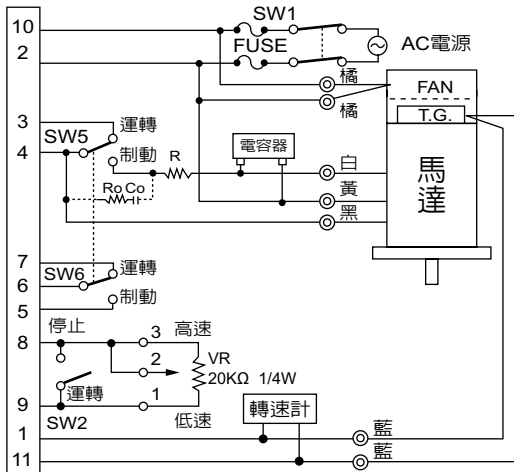 10
SW1
FUSE
AC電源
2
橘
橘
FAN
T.G.
3
運轉
SW5
4
制動
R
電容器
白
黃
黑
馬達
Ro Co
7
運轉
SW6
6
制動
5
停止
8
3 高速
2
VR
20KΩ 1/4W
運轉
1
低速
9
SW2
轉速計
1
藍
11
藍